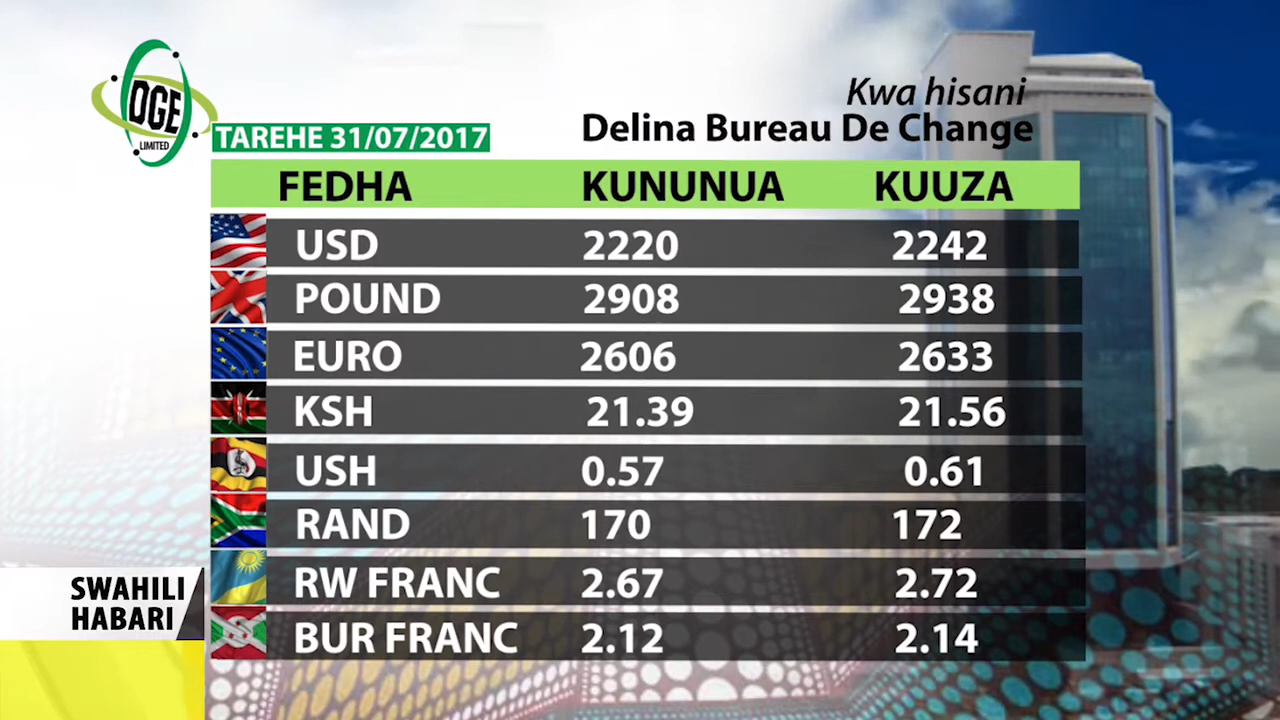 DGE
LIMITED
TAREHE 31/07/2017
Kwa hisani
Delina Bureau De Change
FEDHA KUNUNUA KUUZA
USD 2220 2242
POUND 2908 2938
EURO 2606 2633
KSH 21.39 21.56
USH 0.57 0.61
RAND 170 172
RW FRANC 2.67 2.72
BUR FRANC 2.12 2.14
SWAHILI
HABARI